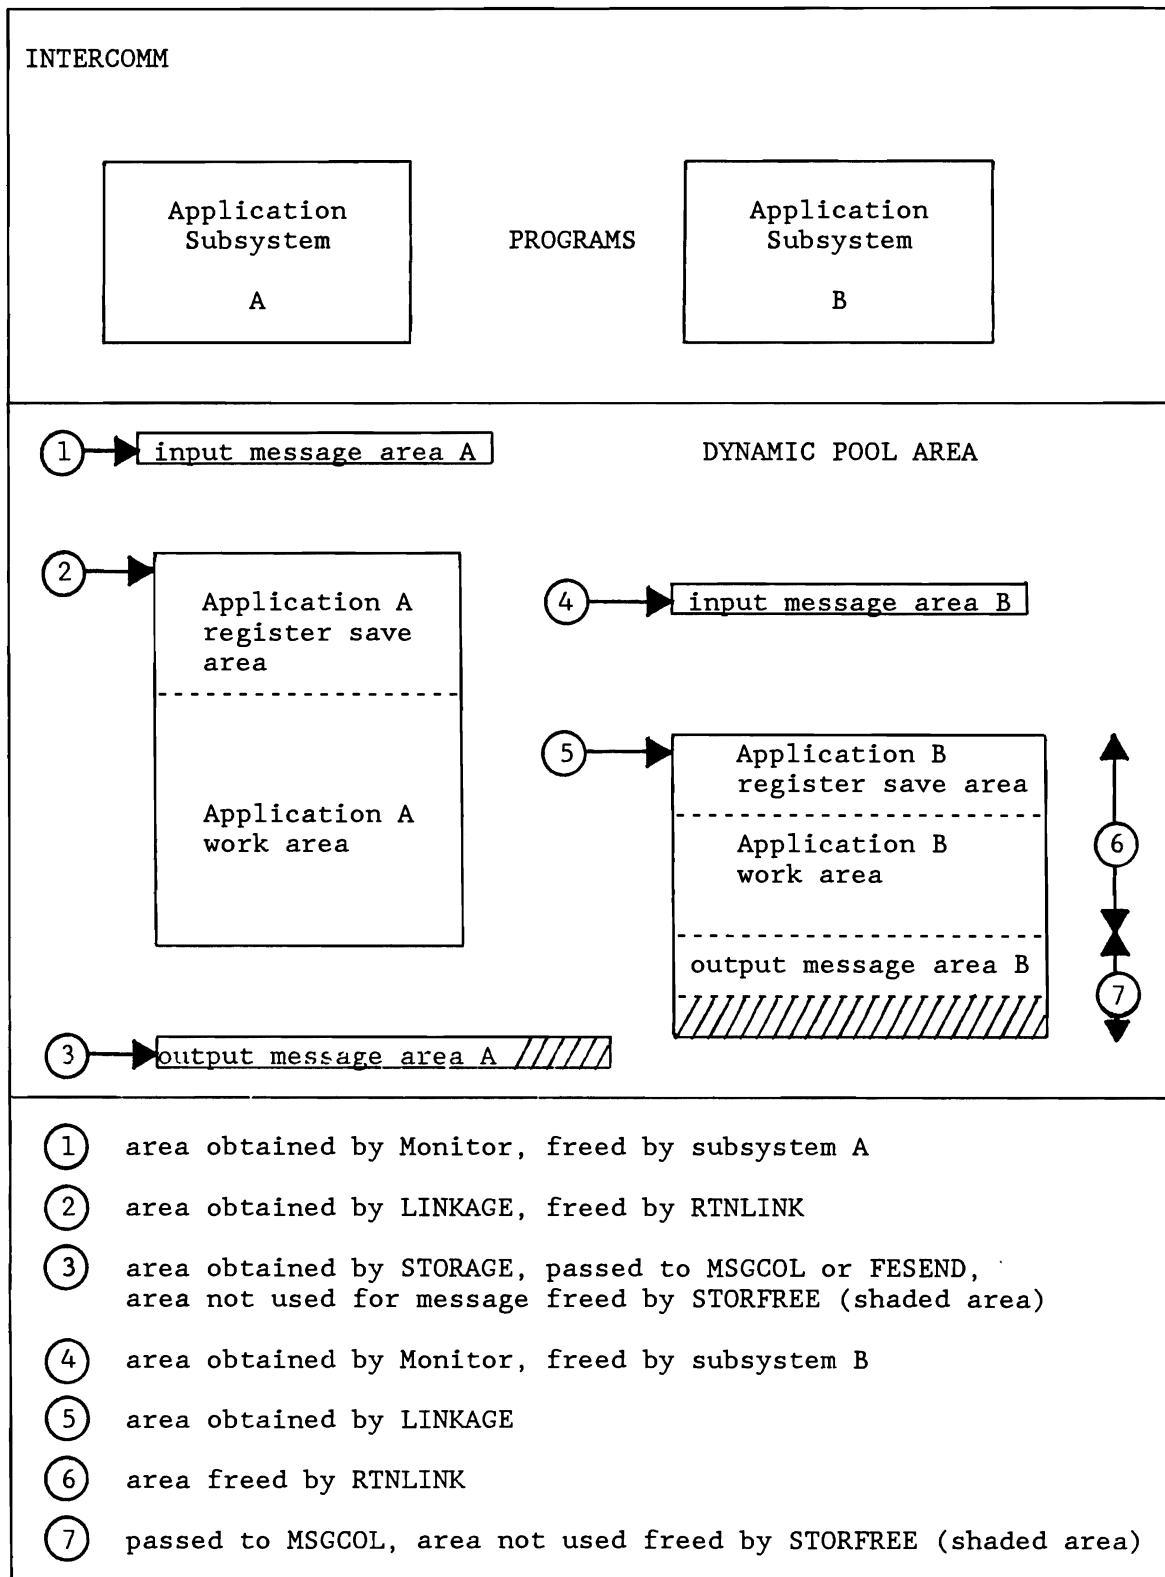 INTERCOMM
Application
Subsystem
A
PROGRAMS
Application
Subsystem
B
1
input message area A
DYNAMIC POOL AREA
2
Application A
register save
area
Application A
work area
4
input message area B
5
Application B
register save area
Application B
work area
output message area B
6
7
3
output message area A
1 area obtained by Monitor, freed by subsystem A
2 area obtained by LINKAGE, freed by RTNLINK
3 area obtained by STORAGE, passed to MSGCOL or FESEND,
area not used for message freed by STORFREE (shaded area)
4 area obtained by Monitor, freed by subsystem B
5 area obtained by LINKAGE
6 area freed by RTNLINK
7 passed to MSGCOL, area not used freed by STORFREE (shaded area)